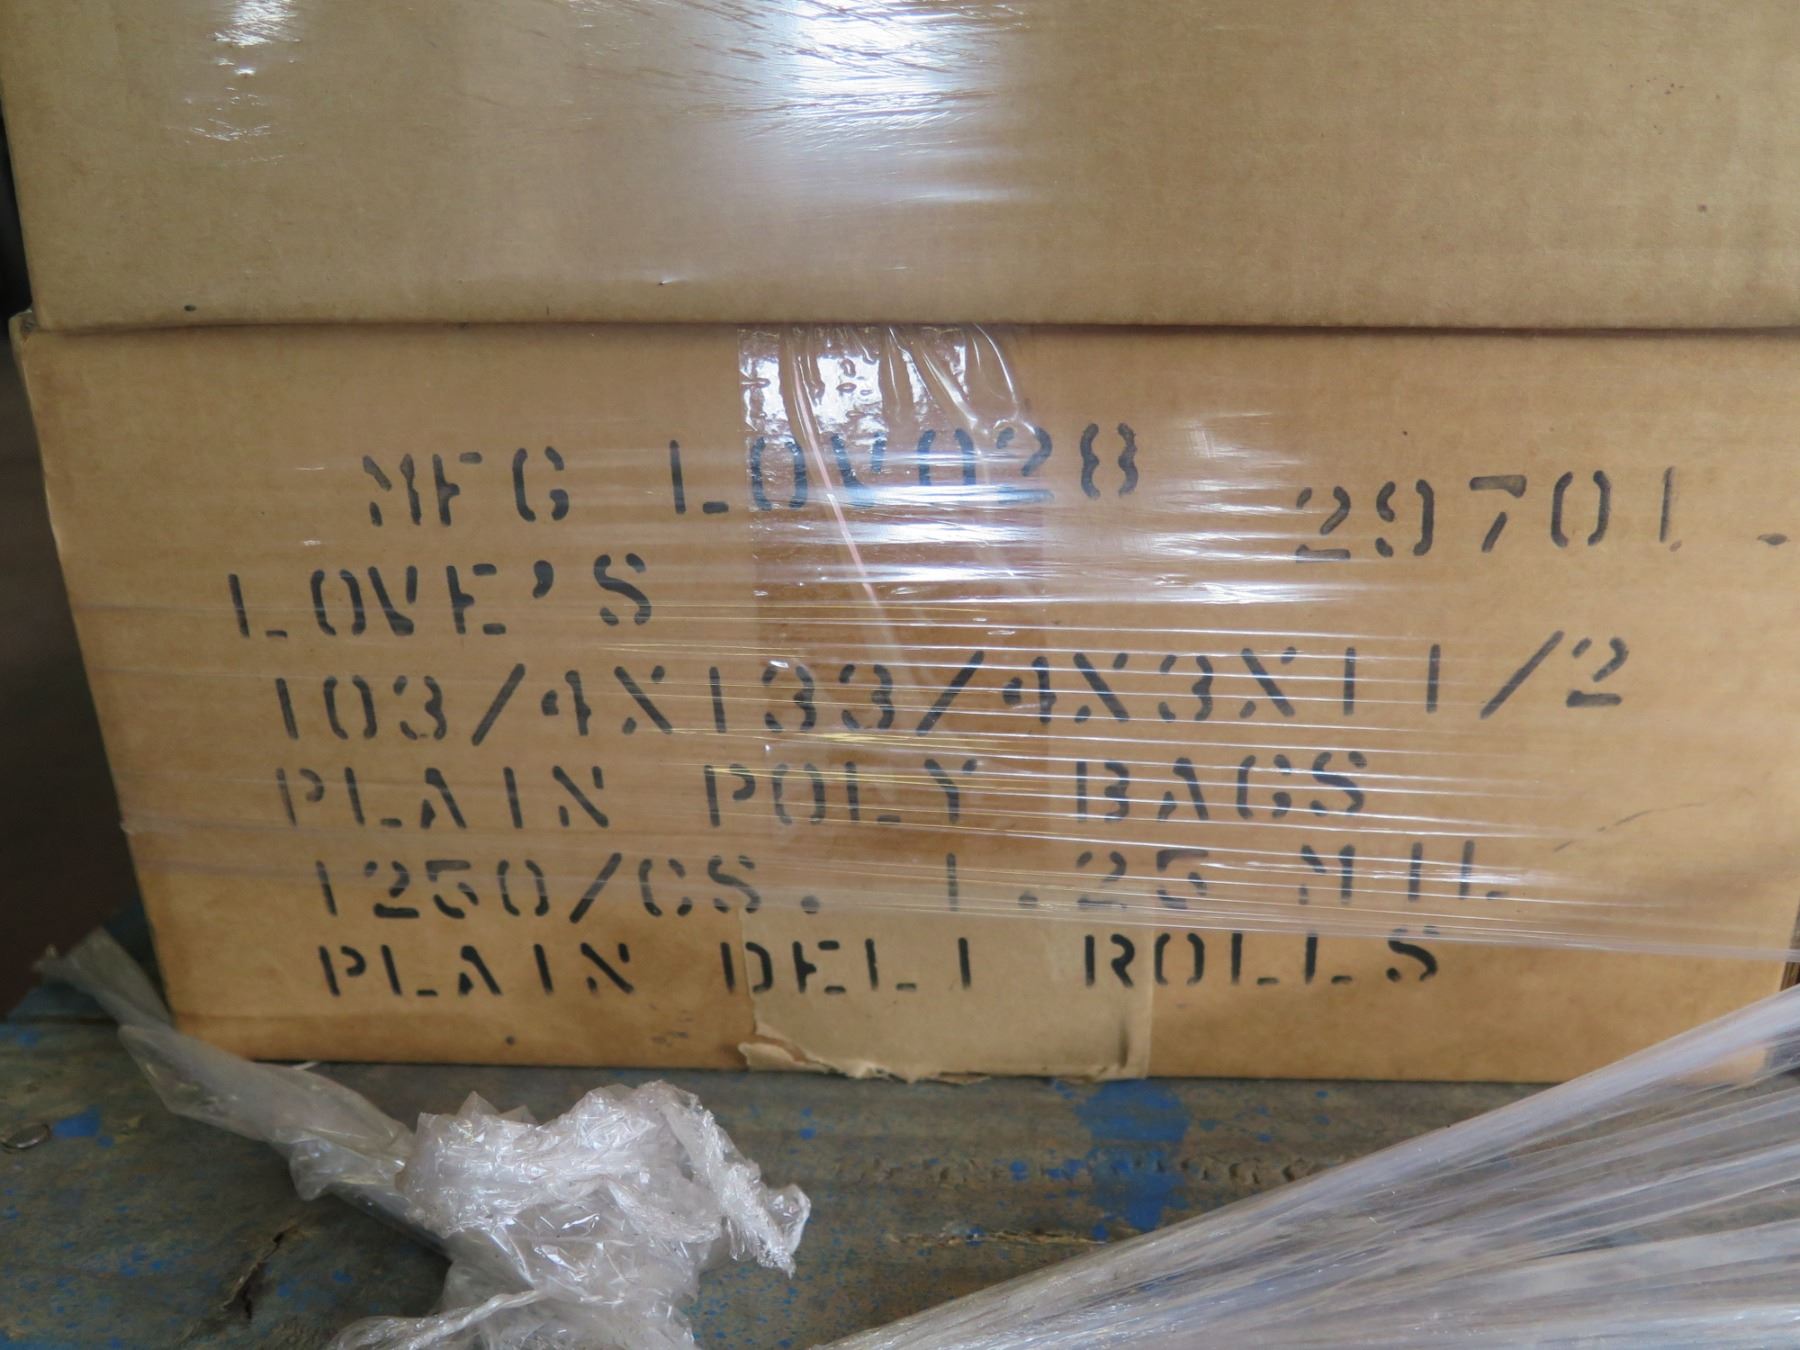 MFG LOV028 29701
LOVE'S
103/4X133/4X3X11/2
PLAIN POLY BAGS
1250/CS. 1.25 MIL
PLAIN DELI ROLLS